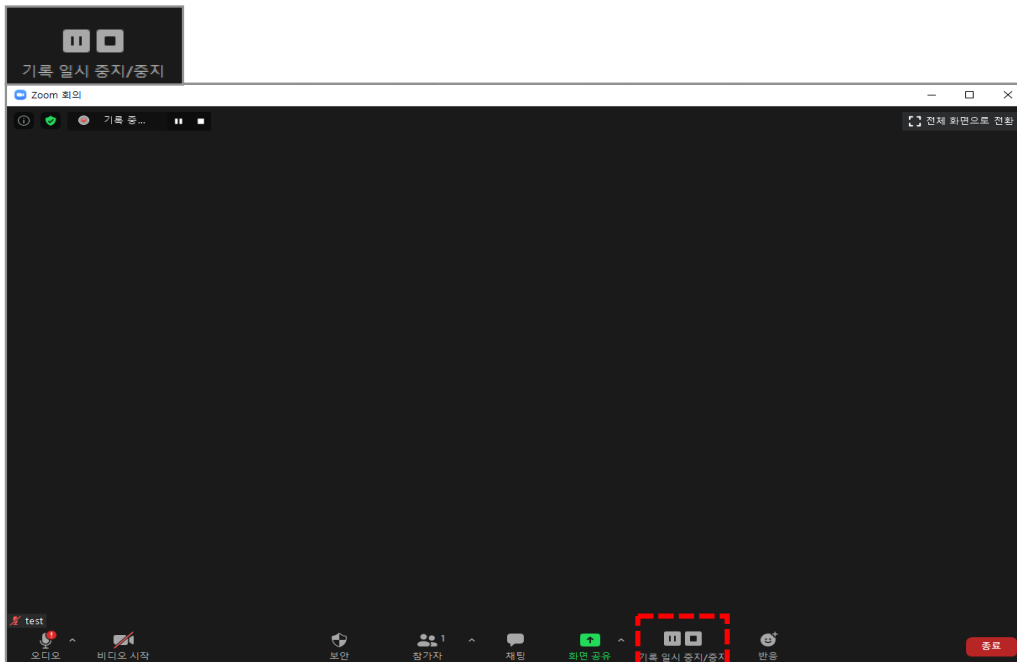 기록 일시 중지/중지
Zoom 회의
기록 중...
전체 화면으로 전환
test
오디오
비디오 시작
보안
참가자
1
채팅
화면 공유
기록 일시 중지/중지
반응
종료